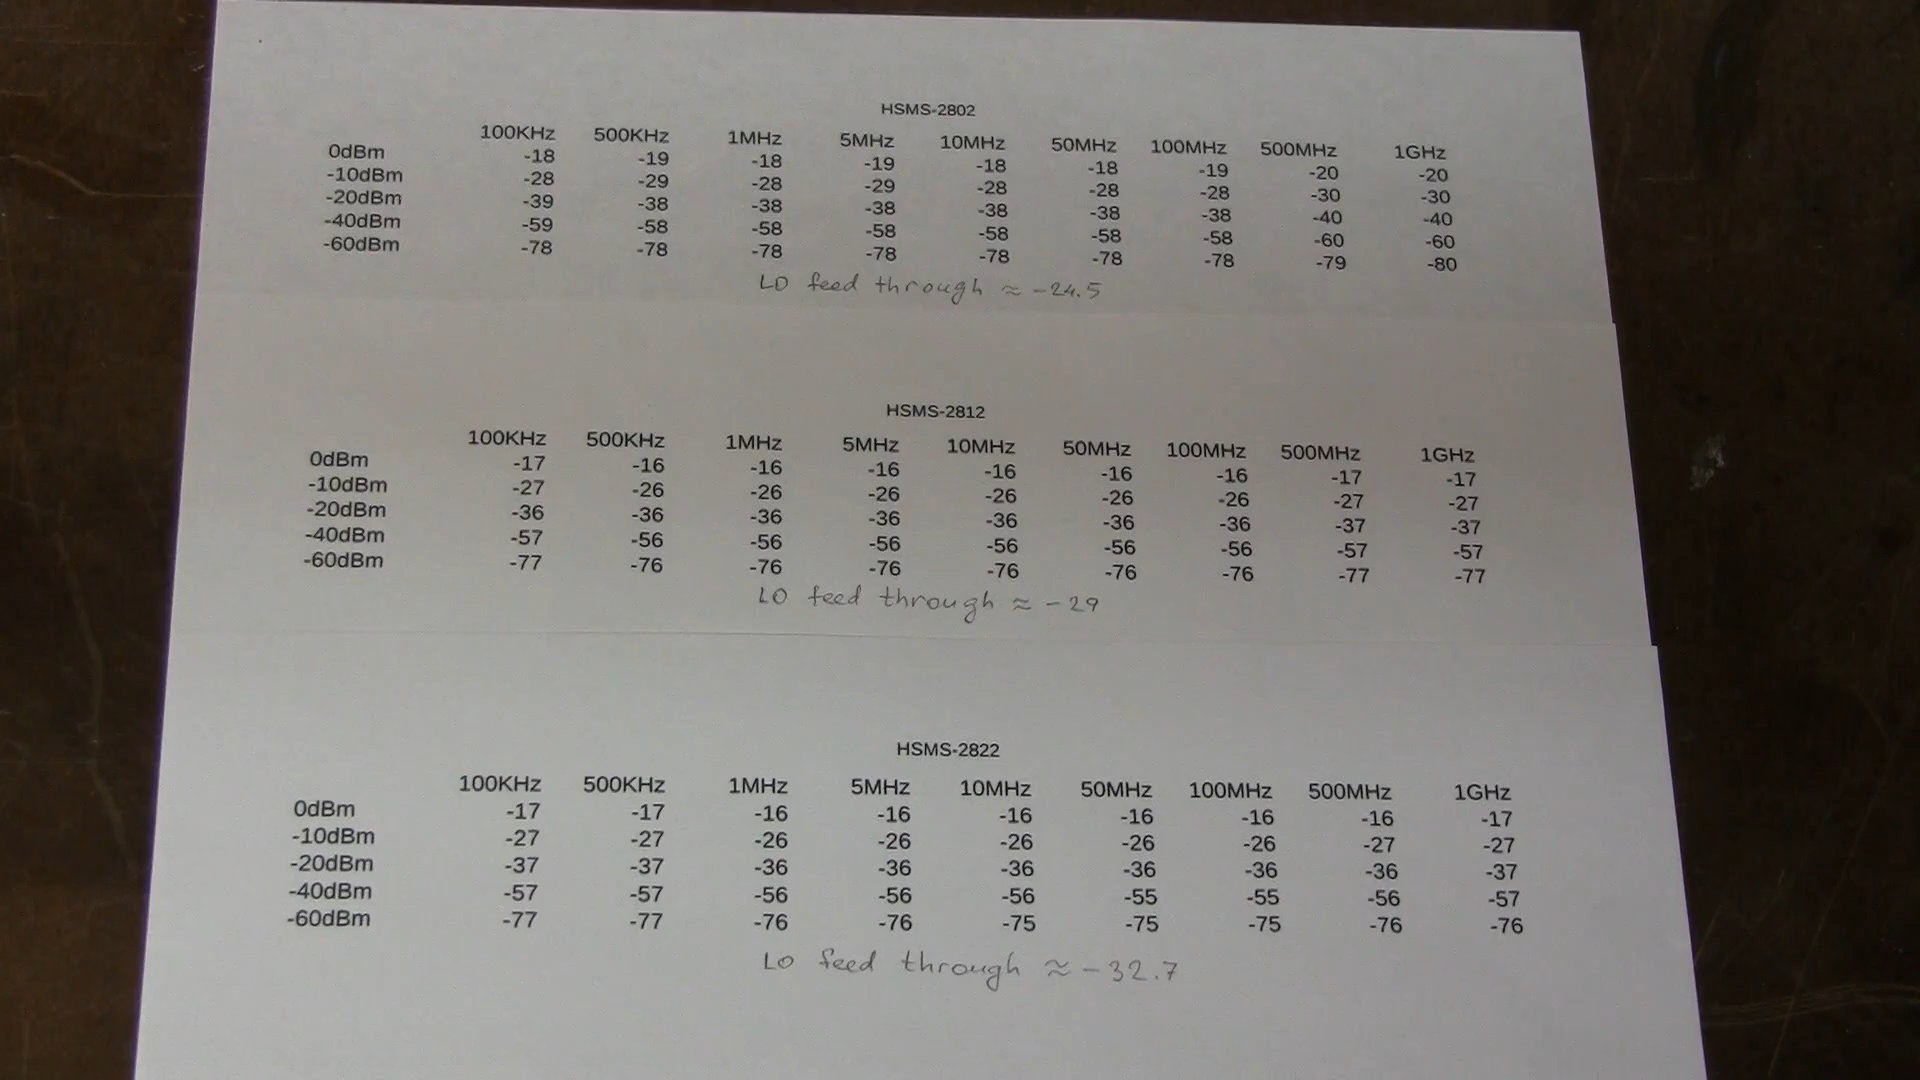 HSMS-2802
100KHz 500KHz 1MHz 5MHz 10MHz 50MHz 100MHz 500MHz 1GHz
0dBm -18 -19 -18 -19 -18 -18 -19 -20 -20
-10dBm -28 -29 -28 -29 -28 -28 -28 -30 -30
-20dBm -39 -38 -38 -38 -38 -38 -38 -40 -40
-40dBm -59 -58 -58 -58 -58 -58 -58 -60 -60
-60dBm -78 -78 -78 -78 -78 -78 -78 -79 -80
LO feed through ≈ -24.5
HSMS-2812
100KHz 500KHz 1MHz 5MHz 10MHz 50MHz 100MHz 500MHz 1GHz
0dBm -17 -16 -16 -16 -16 -16 -16 -17 -17
-10dBm -27 -26 -26 -26 -26 -26 -26 -27 -27
-20dBm -36 -36 -36 -36 -36 -36 -36 -37 -37
-40dBm -57 -56 -56 -56 -56 -56 -56 -57 -57
-60dBm -77 -76 -76 -76 -76 -76 -76 -77 -77
LO feed through ≈ -29
HSMS-2822
100KHz 500KHz 1MHz 5MHz 10MHz 50MHz 100MHz 500MHz 1GHz
0dBm -17 -17 -16 -16 -16 -16 -16 -16 -17
-10dBm -27 -27 -26 -26 -26 -26 -26 -27 -27
-20dBm -37 -37 -36 -36 -36 -36 -36 -36 -37
-40dBm -57 -57 -56 -56 -56 -55 -55 -56 -57
-60dBm -77 -77 -76 -76 -75 -75 -75 -76 -76
LO feed through ≈ -32.7